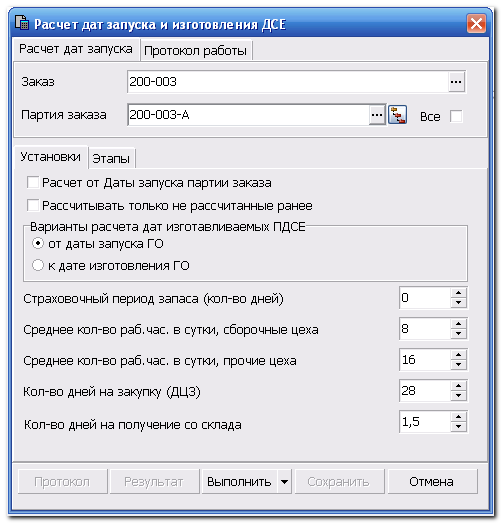 Расчет дат запуска и изготовления ДСЕ
Расчет дат запуска Протокол работы
Заказ 200-003 ...
Партия заказа 200-003-А ... Все
Установки Этапы
Расчет от Даты запуска партии заказа
Рассчитывать только не рассчитанные ранее
Варианты расчета дат изготавливаемых ПДСЕ
от даты запуска ГО
к дате изготовления ГО
Страховочный период запаса (кол-во дней) 0
Среднее кол-во раб.час. в сутки, сборочные цеха 8
Среднее кол-во раб.час. в сутки, прочие цеха 16
Кол-во дней на закупку (ДЦЗ) 28
Кол-во дней на получение со склада 1,5
Протокол Результат Выполнить Сохранить Отмена